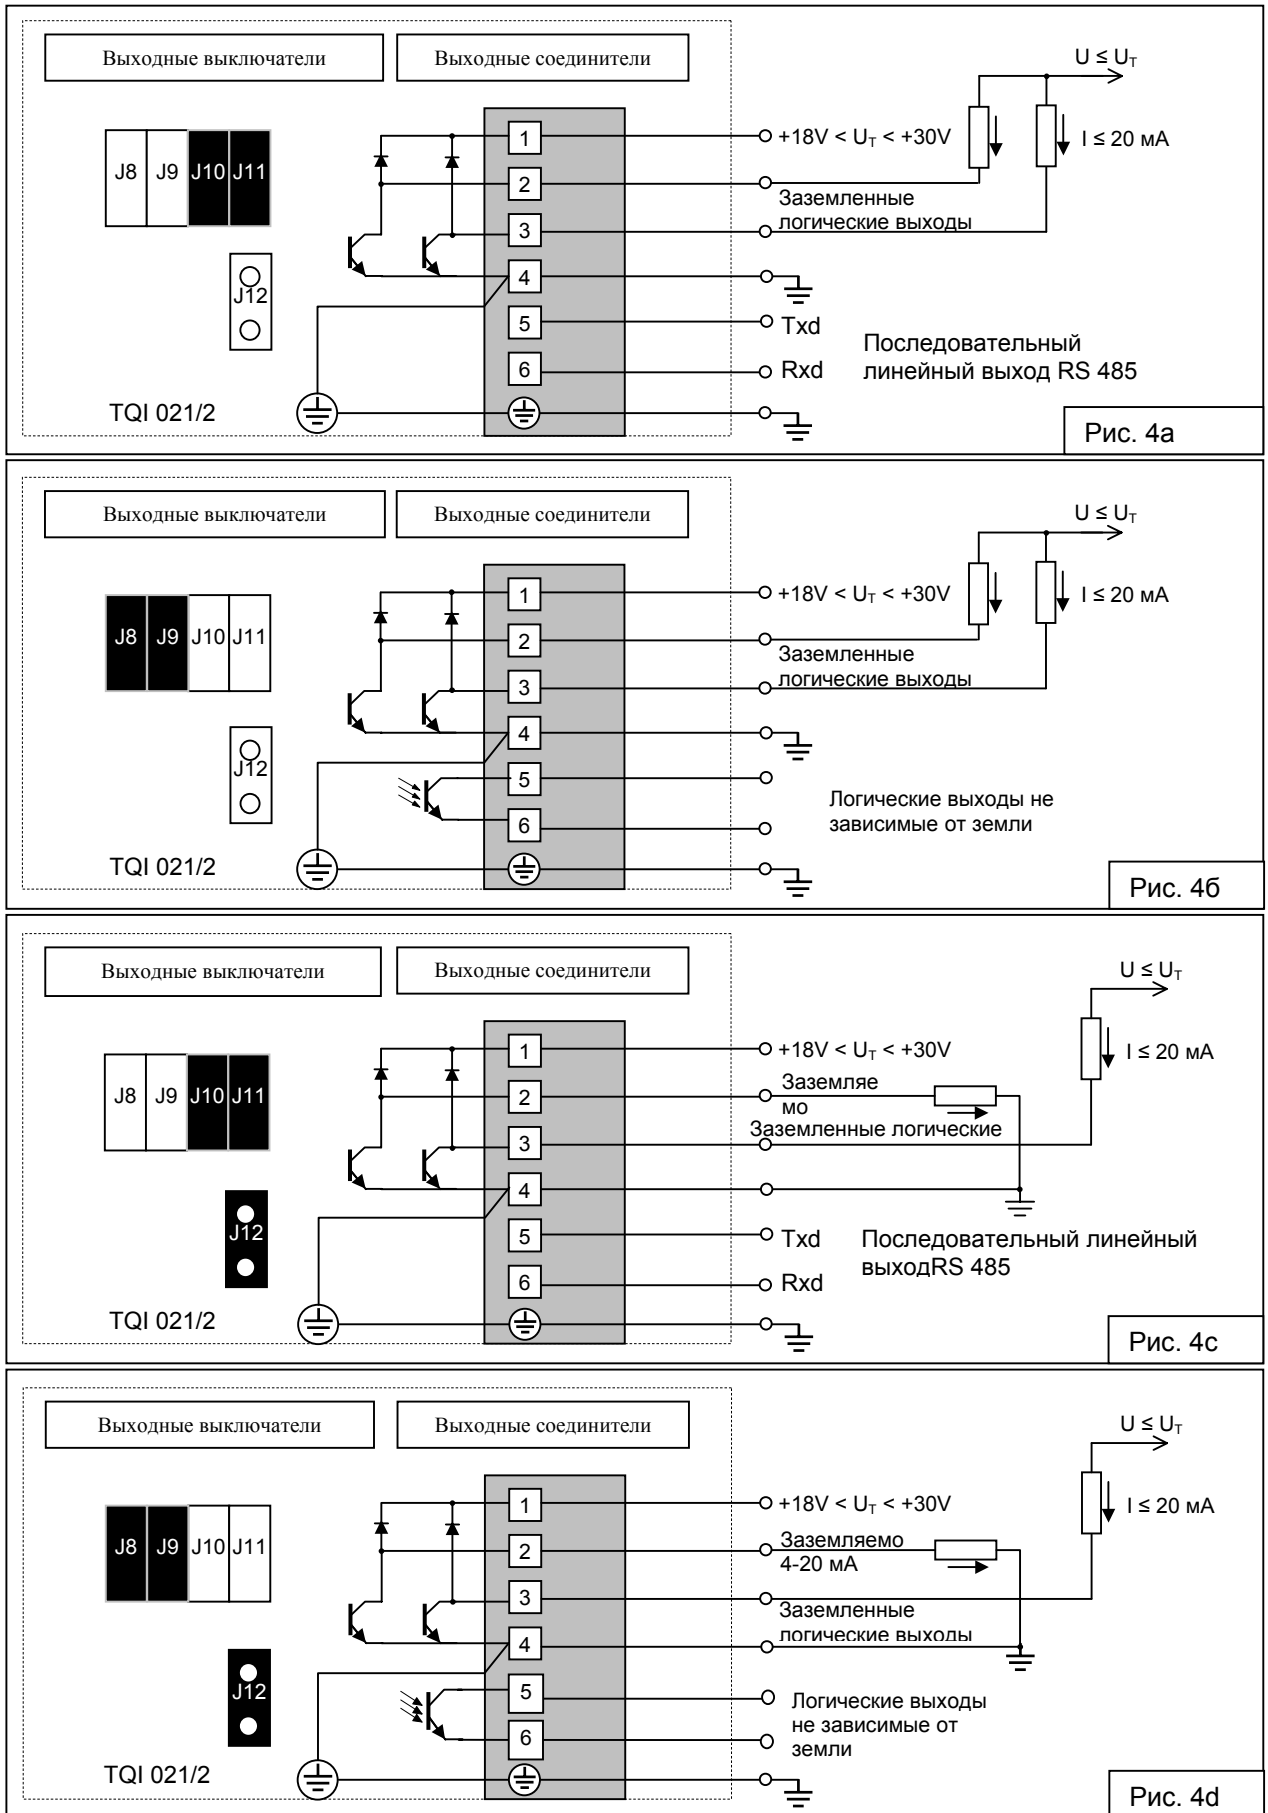 Выходные выключатели
Выходные соединители
U ≤ UT
J8 J9 J10 J11
1
+18V < UT < +30V
I ≤ 20 мА
2
Заземленные
логические выходы
3
J12
4
5
Txd
Последовательный
линейный выход RS 485
6
Rxd
TQI 021/2
Рис. 4а
Выходные выключатели
Выходные соединители
U ≤ UT
J8 J9 J10 J11
1
+18V < UT < +30V
I ≤ 20 мА
2
Заземленные
логические выходы
3
J12
4
5
Логические выходы не
зависимые от земли
6
TQI 021/2
Рис. 4б
Выходные выключатели
Выходные соединители
U ≤ UT
J8 J9 J10 J11
1
+18V < UT < +30V
I ≤ 20 мА
2
Заземляе
мо
Заземленные логические
3
J12
4
5
Txd
Последовательный линейный
выходRS 485
6
Rxd
TQI 021/2
Рис. 4с
Выходные выключатели
Выходные соединители
U ≤ UT
J8 J9 J10 J11
1
+18V < UT < +30V
I ≤ 20 мА
2
Заземляемо
4-20 мА
3
Заземленные
логические выходы
J12
4
5
Логические выходы
не зависимые от
земли
6
TQI 021/2
Рис. 4d